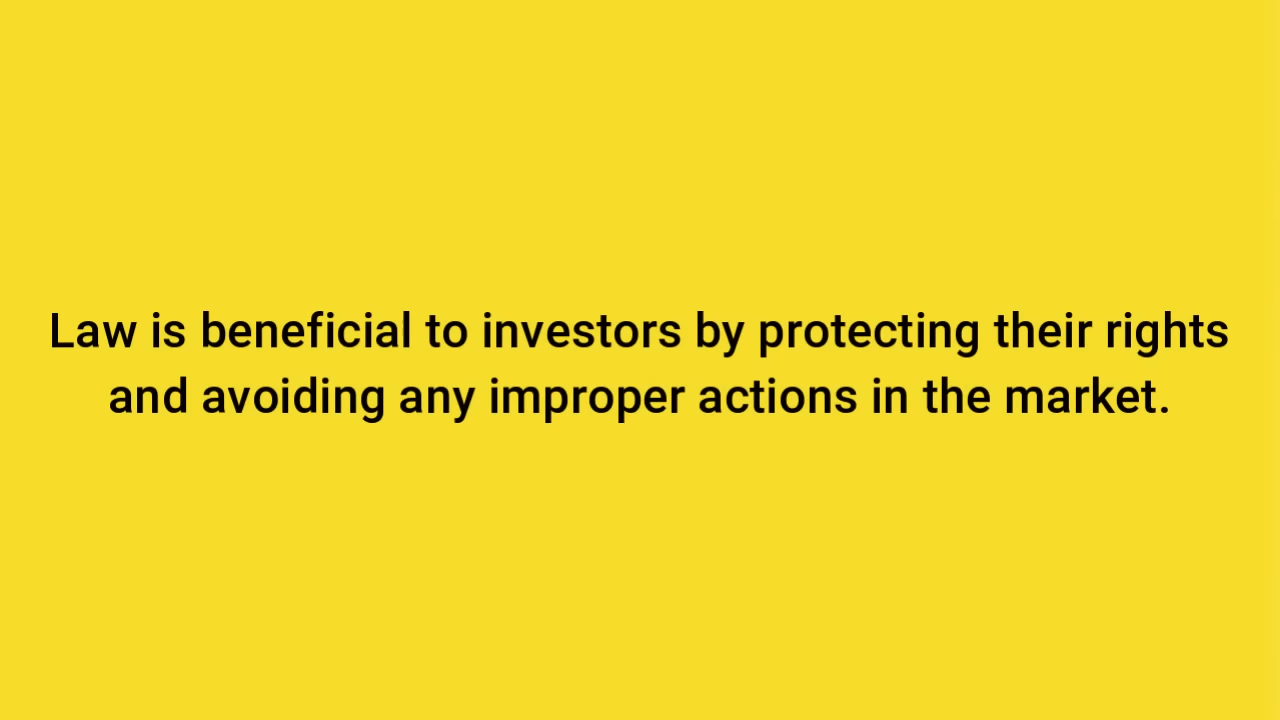 Law is beneficial to investors by protecting their rights
and avoiding any improper actions in the market.